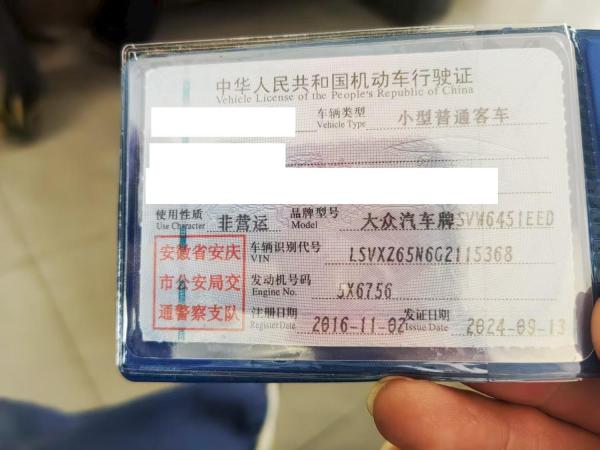 中华人民共和国机动车行驶证
Vehicle License of the People's Republic of China
车辆类型 小型普通客车
Vehicle Type
使用性质 非营运 品牌型号 大众汽车牌SVW6451EED
Use Character Model
安徽省安庆 车辆识别代号 LSVXZ65N6G2115368
VIN
市公安局交 发动机号码 5X6756
Engine No.
通警察支队 注册日期 2016-11-02 发证日期 2024-09-13
Register Date Issue Date